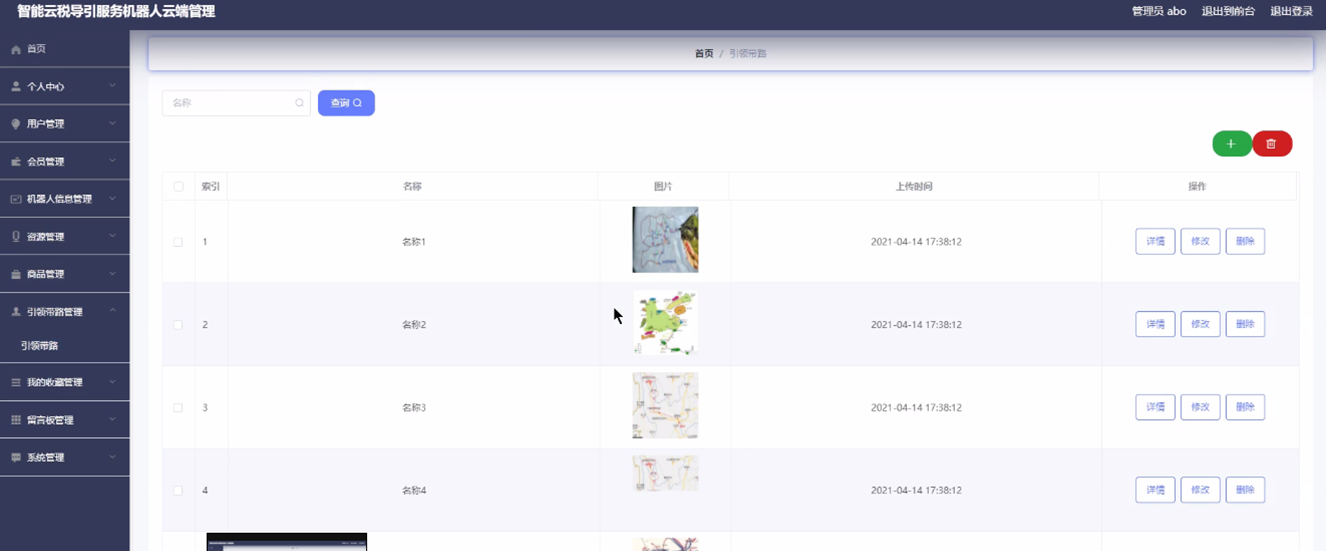 智能云税导引服务机器人云端管理
管理员 abo 退出到前台 退出登录
首页
个人中心
用户管理
会员管理
机器人信息管理
资源管理
商品管理
引领带路管理
引领带路
我的收藏管理
留言板管理
系统管理
首页 / 引领带路
名称 查询
索引 名称 图片 上传时间 操作
1 名称1 2021-04-14 17:38:12 详情 修改 删除
2 名称2 2021-04-14 17:38:12 详情 修改 删除
3 名称3 2021-04-14 17:38:12 详情 修改 删除
4 名称4 2021-04-14 17:38:12 详情 修改 删除